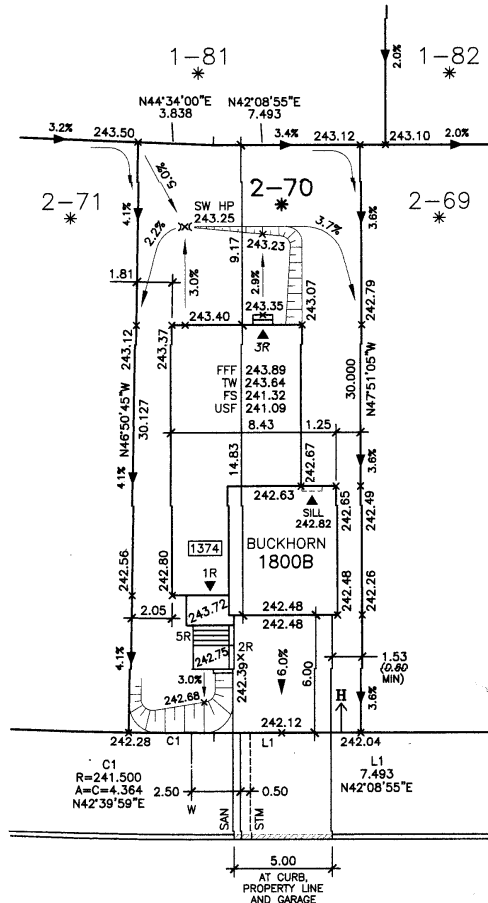 1-81
1-82
2.0%
N44°34'00"E
3.838
N42°08'55"E
7.493
3.2%
243.50
3.4%
243.12
243.10
2.0%
5.0%
2-71
2-70
2-69
4.1%
SW HP
243.25
3.7%
3.6%
2.2%
243.23
9.17
1.81
3.0%
2.9%
243.07
242.79
243.35
243.40
243.12
243.37
3R
FFF 243.89
TW 243.64
FS 241.32
USF 241.09
N46°50'45"W
30.127
30.000
N47°51'05"W
8.43
1.25
14.83
242.67
3.6%
41%
242.63
242.65
242.49
SILL
242.82
BUCKHORN
1800B
1374
242.56
242.80
1R
242.48
242.26
2.05
243.72
242.48
242.48
5R
2R
242.75
242.39
6.0%
6.00
1.53
(0.60
MIN)
4.1%
3.0%
242.68
H
3.6%
242.12
242.28
C1
L1
242.04
C1
R=241.500
A=C=4.364
N42°39'59"E
L1
7.493
N42°08'55"E
2.50
0.50
W
SAN
STM
5.00
AT CURB,
PROPERTY LINE
AND GARAGE